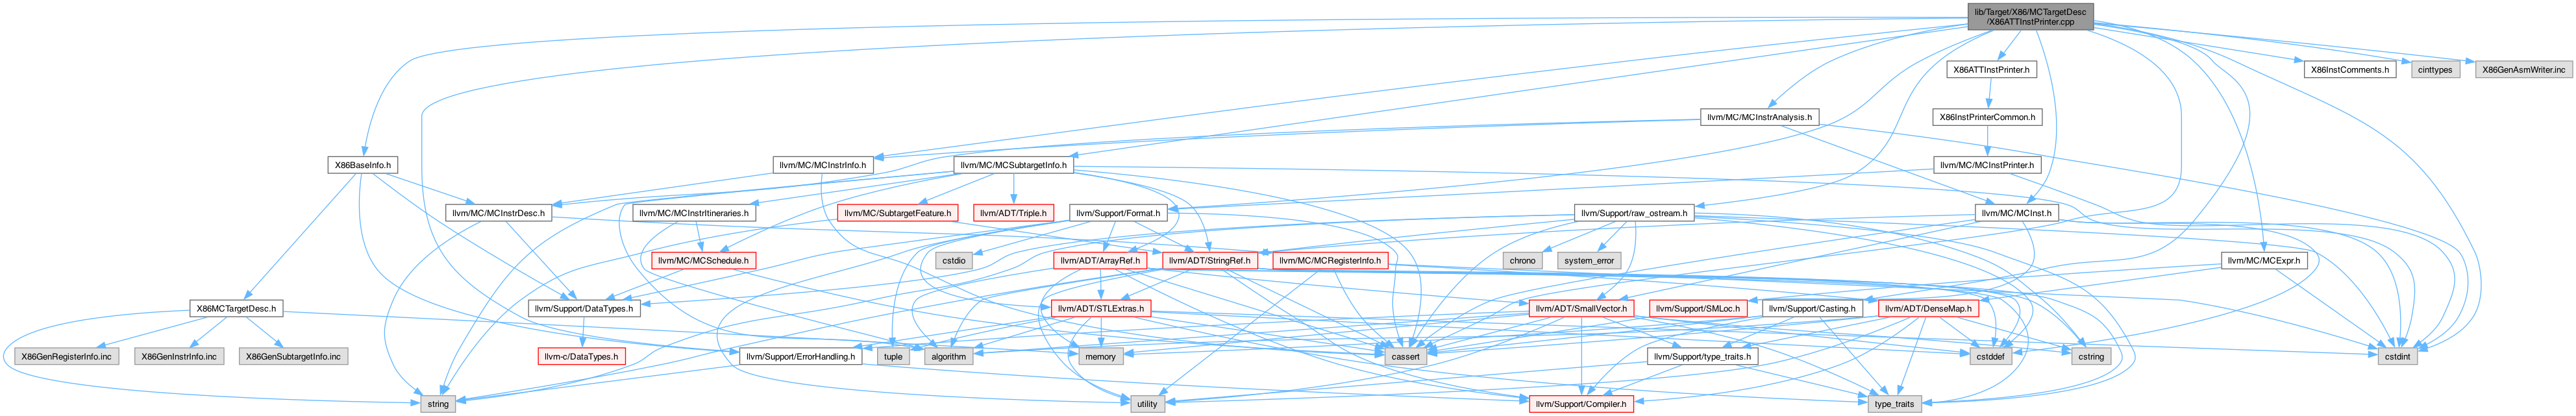 lib/Target/X86/MCTargetDesc
/X86ATTInstPrinter.cpp
X86ATTInstPrinter.h
X86InstComments.h
cinttypes
X86GenAsmWriter.inc
llvm/MC/MCInstrAnalysis.h
X86InstPrinterCommon.h
X86BaseInfo.h
llvm/MC/MCInstrInfo.h
llvm/MC/MCSubtargetInfo.h
llvm/MC/MCInstPrinter.h
llvm/MC/MCInstrDesc.h
llvm/MC/MCInstrItineraries.h
llvm/MC/SubtargetFeature.h
llvm/ADT/Triple.h
llvm/Support/Format.h
llvm/Support/raw_ostream.h
llvm/MC/MCInst.h
llvm/MC/MCSchedule.h
cstdio
llvm/ADT/ArrayRef.h
llvm/ADT/StringRef.h
llvm/MC/MCRegisterInfo.h
chrono
system_error
llvm/MC/MCExpr.h
X86MCTargetDesc.h
llvm/Support/DataTypes.h
llvm/ADT/STLExtras.h
llvm/ADT/SmallVector.h
llvm/Support/SMLoc.h
llvm/Support/Casting.h
llvm/ADT/DenseMap.h
X86GenRegisterInfo.inc
X86GenInstrInfo.inc
X86GenSubtargetInfo.inc
llvm-c/DataTypes.h
llvm/Support/ErrorHandling.h
tuple
algorithm
memory
cassert
llvm/Support/type_traits.h
cstddef
cstring
cstdint
string
utility
llvm/Support/Compiler.h
type_traits